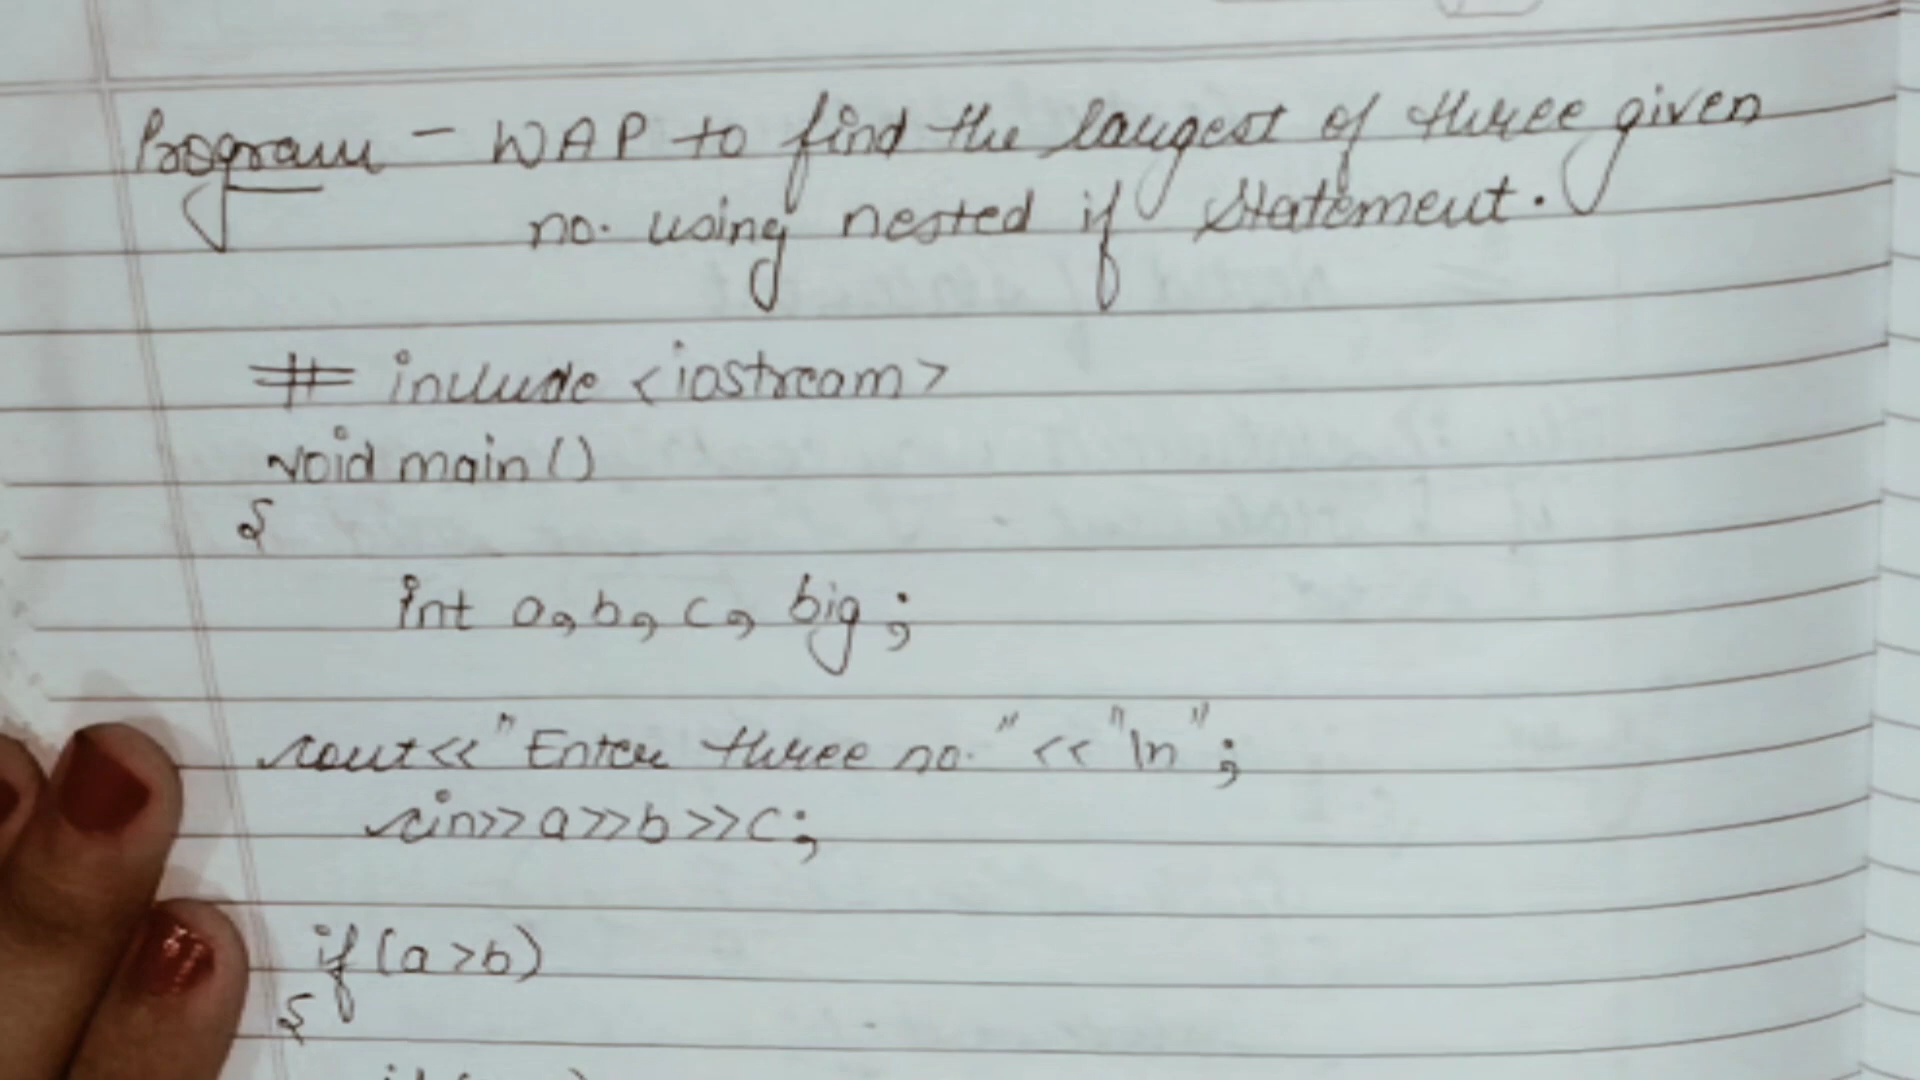 Program - WAP to find the largest of three given
no. using nested if statement.
# include <iostream>
void main ()
{
int a, b, c, big ;
cout<< "Enter three no. " << "\n" ;
cin>>a>>b>>c ;
if (a >b)
{